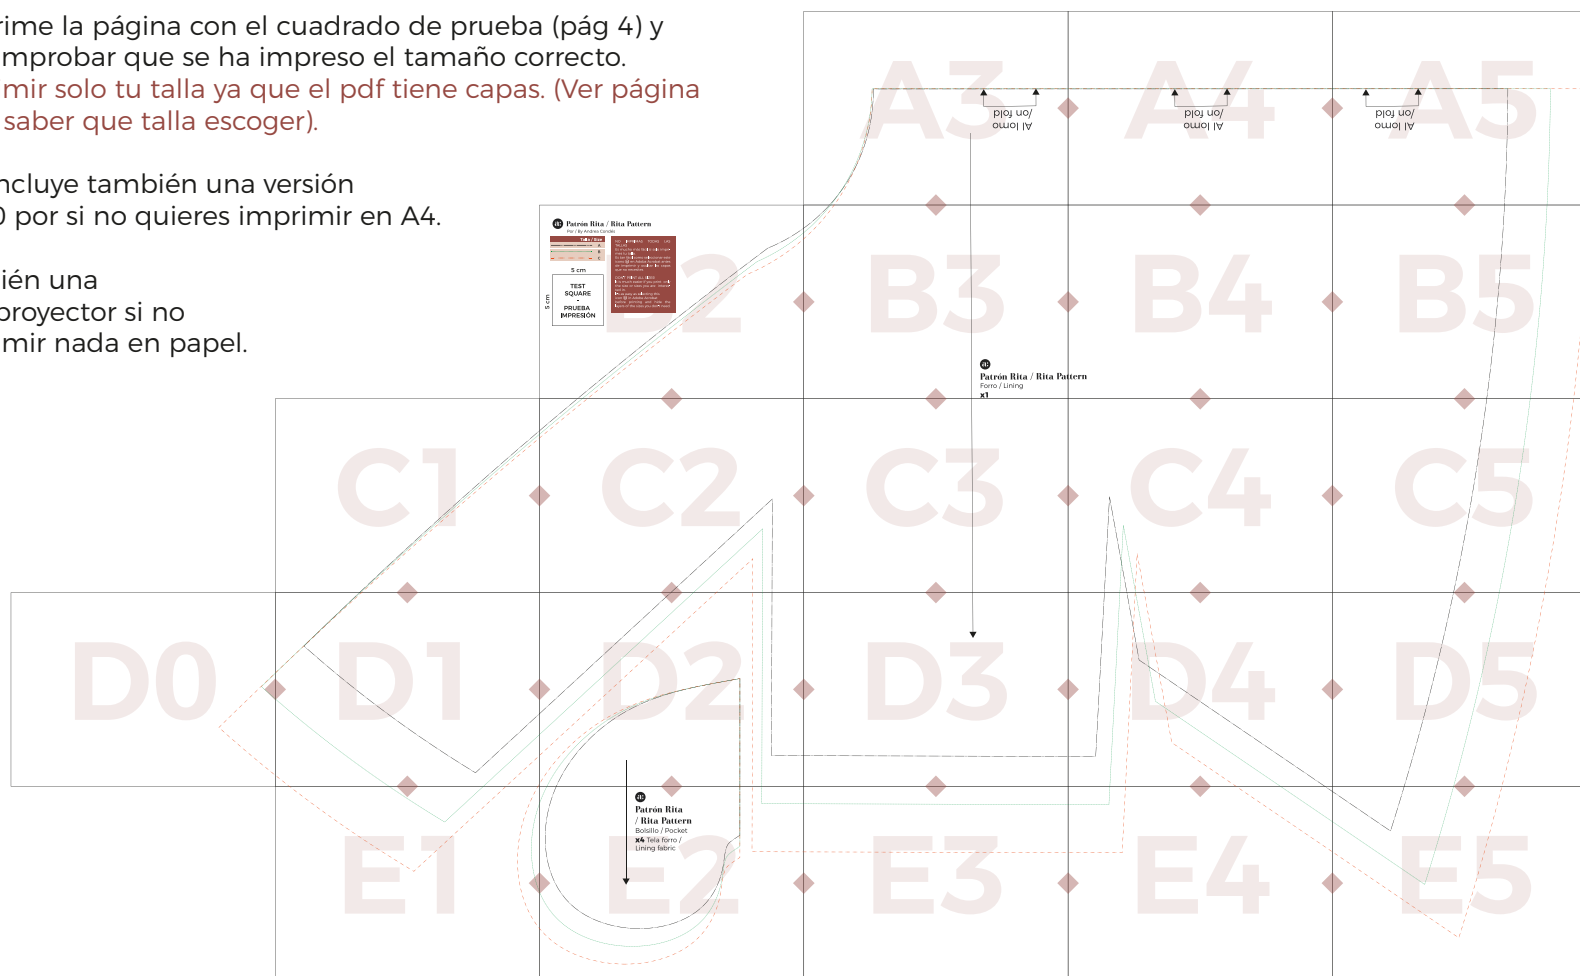 rime la página con el cuadrado de prueba (pág 4) y
mprobar que se ha impreso el tamaño correcto.
mir solo tu talla ya que el pdf tiene capas. (Ver página
saber que talla escoger).
ncluye también una versión
0 por si no quieres imprimir en A4.
ién una
proyector si no
mir nada en papel.
A3 A4 A5
Al lomo
/on fold
Al lomo
/on fold
Al lomo
/on fold
a:
Patrón Rita / Rita Pattern
Por / By Andrea Condés
Talla / Size
A
B
C
5 cm
5 cm
TEST
SQUARE
-
PRUEBA
IMPRESIÓN
B2 B3 B4 B5
a:
Patrón Rita / Rita Pattern
Forro / Lining
x1
C1 C2 C3 C4 C5
D0 D1 D2 D3 D4 D5
a:
Patrón Rita
/ Rita Pattern
Bolsillo / Pocket
x4 Tela forro /
Lining fabric
E1 E2 E3 E4 E5